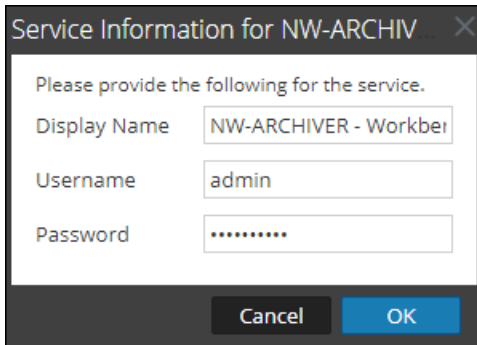 Service Information for NW-ARCHIV...
Please provide the following for the service.
Display Name NW-ARCHIVER - Workber
Username admin
Password ••••••••••
Cancel OK